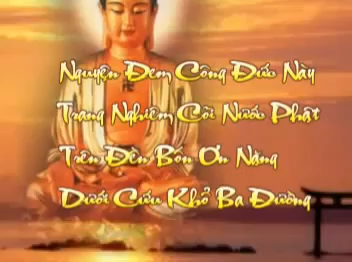 Nguyện Đem Công Đức Này
Trang Nghiêm Cõi Nước Phật
Trên Đền Bốn Ơn Nặng
Dưới Cứu Khổ Ba Đường